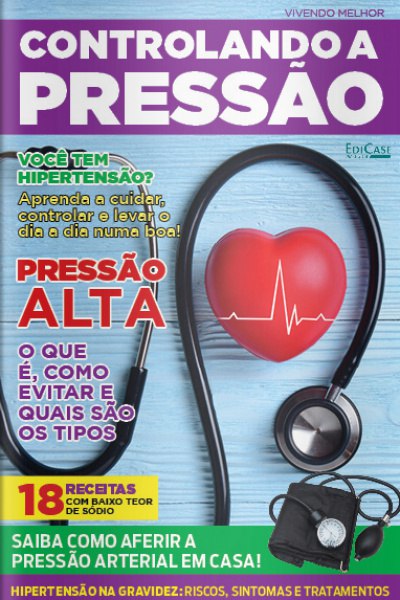 VIVENDO MELHOR
CONTROLANDO A
PRESSÃO
EDICASE
VOCÊ TEM
HIPERTENSÃO?
Aprenda a cuidar,
controlar e levar o
dia a dia numa boa!
PRESSÃO
ALTA
O QUE
É, COMO
EVITAR E
QUAIS SÃO
OS TIPOS
18 RECEITAS
COM BAIXO TEOR
DE SÓDIO
SAIBA COMO AFERIR A
PRESSÃO ARTERIAL EM CASA!
HIPERTENSÃO NA GRAVIDEZ: RISCOS, SINTOMAS E TRATAMENTOS